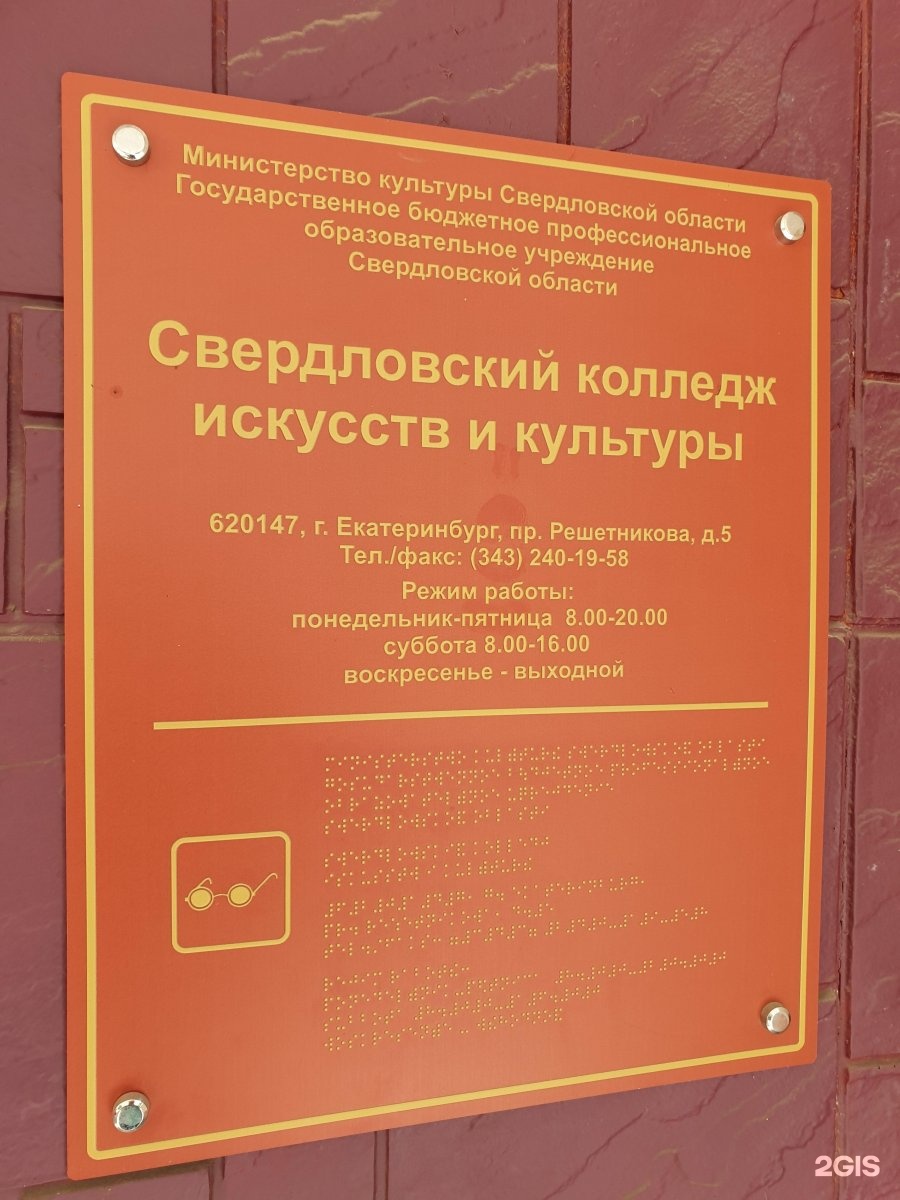 Министерство культуры Свердловской области
Государственное бюджетное профессиональное
образовательное учреждение
Свердловской области
Свердловский колледж
искусств и культуры
620147, г. Екатеринбург, пр. Решетникова, д.5
Тел./факс: (343) 240-19-58
Режим работы:
понедельник-пятница 8.00-20.00
суббота 8.00-16.00
воскресенье - выходной
2GIS